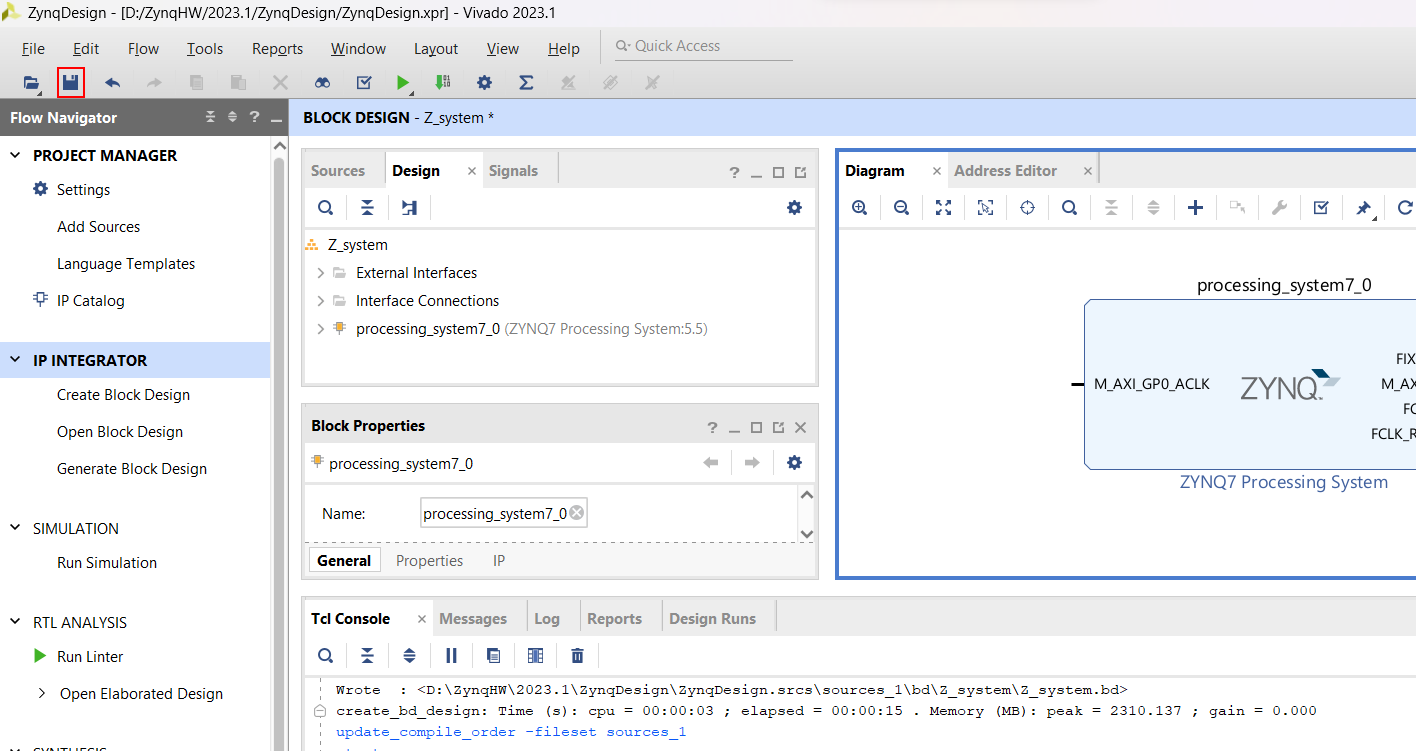 ZynqDesign - [D:/ZynqHW/2023.1/ZynqDesign/ZynqDesign.xpr] - Vivado 2023.1
File Edit Flow Tools Reports Window Layout View Help Quick Access
Flow Navigator
PROJECT MANAGER
Settings
Add Sources
Language Templates
IP Catalog
IP INTEGRATOR
Create Block Design
Open Block Design
Generate Block Design
SIMULATION
Run Simulation
RTL ANALYSIS
Run Linter
Open Elaborated Design
SYNTHESIS
BLOCK DESIGN - Z_system *
Sources Design Signals
Z_system
External Interfaces
Interface Connections
processing_system7_0 (ZYNQ7 Processing System:5.5)
Block Properties
processing_system7_0
Name: processing_system7_0
General Properties IP
Diagram Address Editor
processing_system7_0
FIX
M_AXI_GP0_ACLK ZYNQ M_AX
FC
FCLK_R
ZYNQ7 Processing System
Tcl Console Messages Log Reports Design Runs
Wrote : <D:\ZynqHW\2023.1\ZynqDesign\ZynqDesign.srcs\sources_1\bd\Z_system\Z_system.bd>
create_bd_design: Time (s): cpu = 00:00:03 ; elapsed = 00:00:15 . Memory (MB): peak = 2310.137 ; gain = 0.000
update_compile_order -fileset sources_1